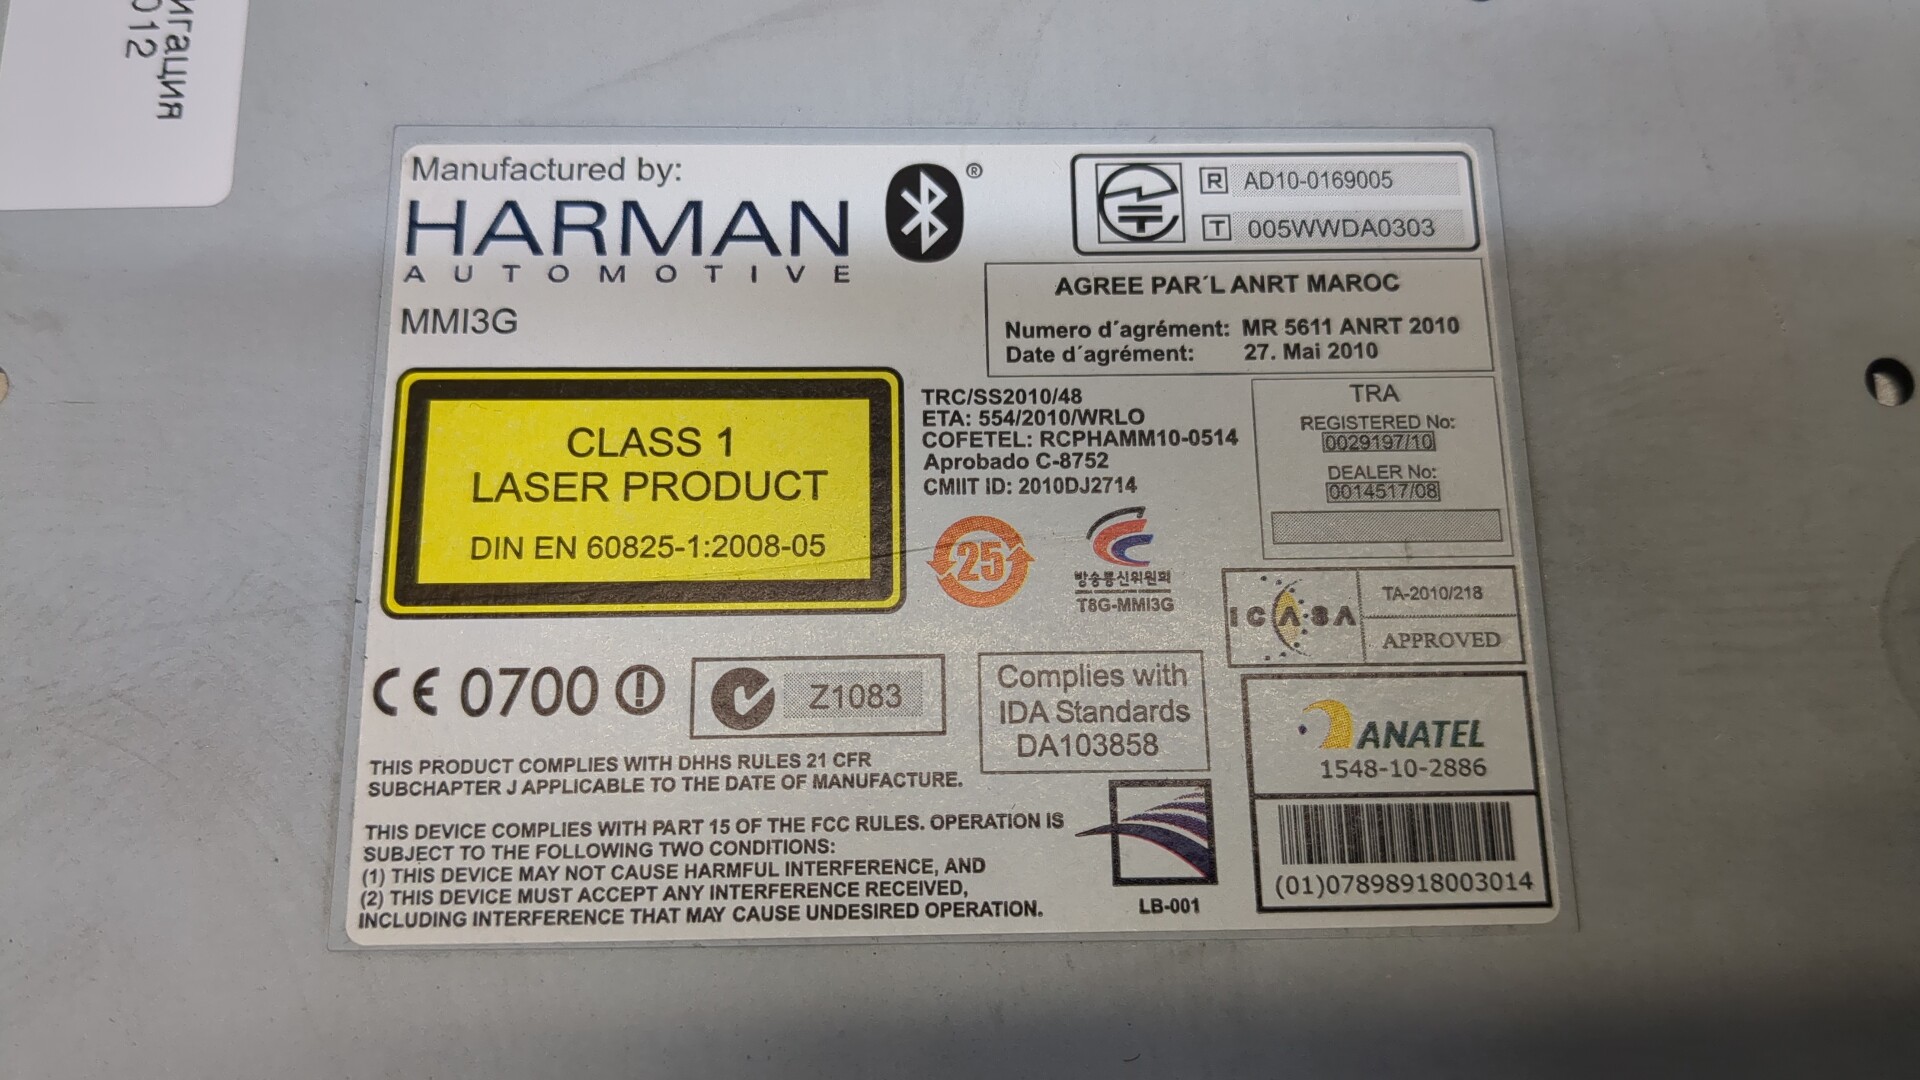 012
Manufactured by:
HARMAN
AUTOMOTIVE
MMI3G
®
R AD10-0169005
T 005WWDA0303
AGREE PAR´L ANRT MAROC
Numero d´agrément: MR 5611 ANRT 2010
Date d´agrément: 27. Mai 2010
CLASS 1
LASER PRODUCT
DIN EN 60825-1:2008-05
TRC/SS2010/48
ETA: 554/2010/WRLO
COFETEL: RCPHAMM10-0514
Aprobado C-8752
CMIIT ID: 2010DJ2714
TRA
REGISTERED No:
0029197/10
DEALER No:
0014517/08
25
방송통신위원회
T8G-MMI3G
ICASA
TA-2010/218
APPROVED
CE 0700
Z1083
Complies with
IDA Standards
DA103858
ANATEL
1548-10-2886
(01)07898918003014
THIS PRODUCT COMPLIES WITH DHHS RULES 21 CFR
SUBCHAPTER J APPLICABLE TO THE DATE OF MANUFACTURE.
THIS DEVICE COMPLIES WITH PART 15 OF THE FCC RULES. OPERATION IS
SUBJECT TO THE FOLLOWING TWO CONDITIONS:
(1) THIS DEVICE MAY NOT CAUSE HARMFUL INTERFERENCE, AND
(2) THIS DEVICE MUST ACCEPT ANY INTERFERENCE RECEIVED,
INCLUDING INTERFERENCE THAT MAY CAUSE UNDESIRED OPERATION.
LB-001